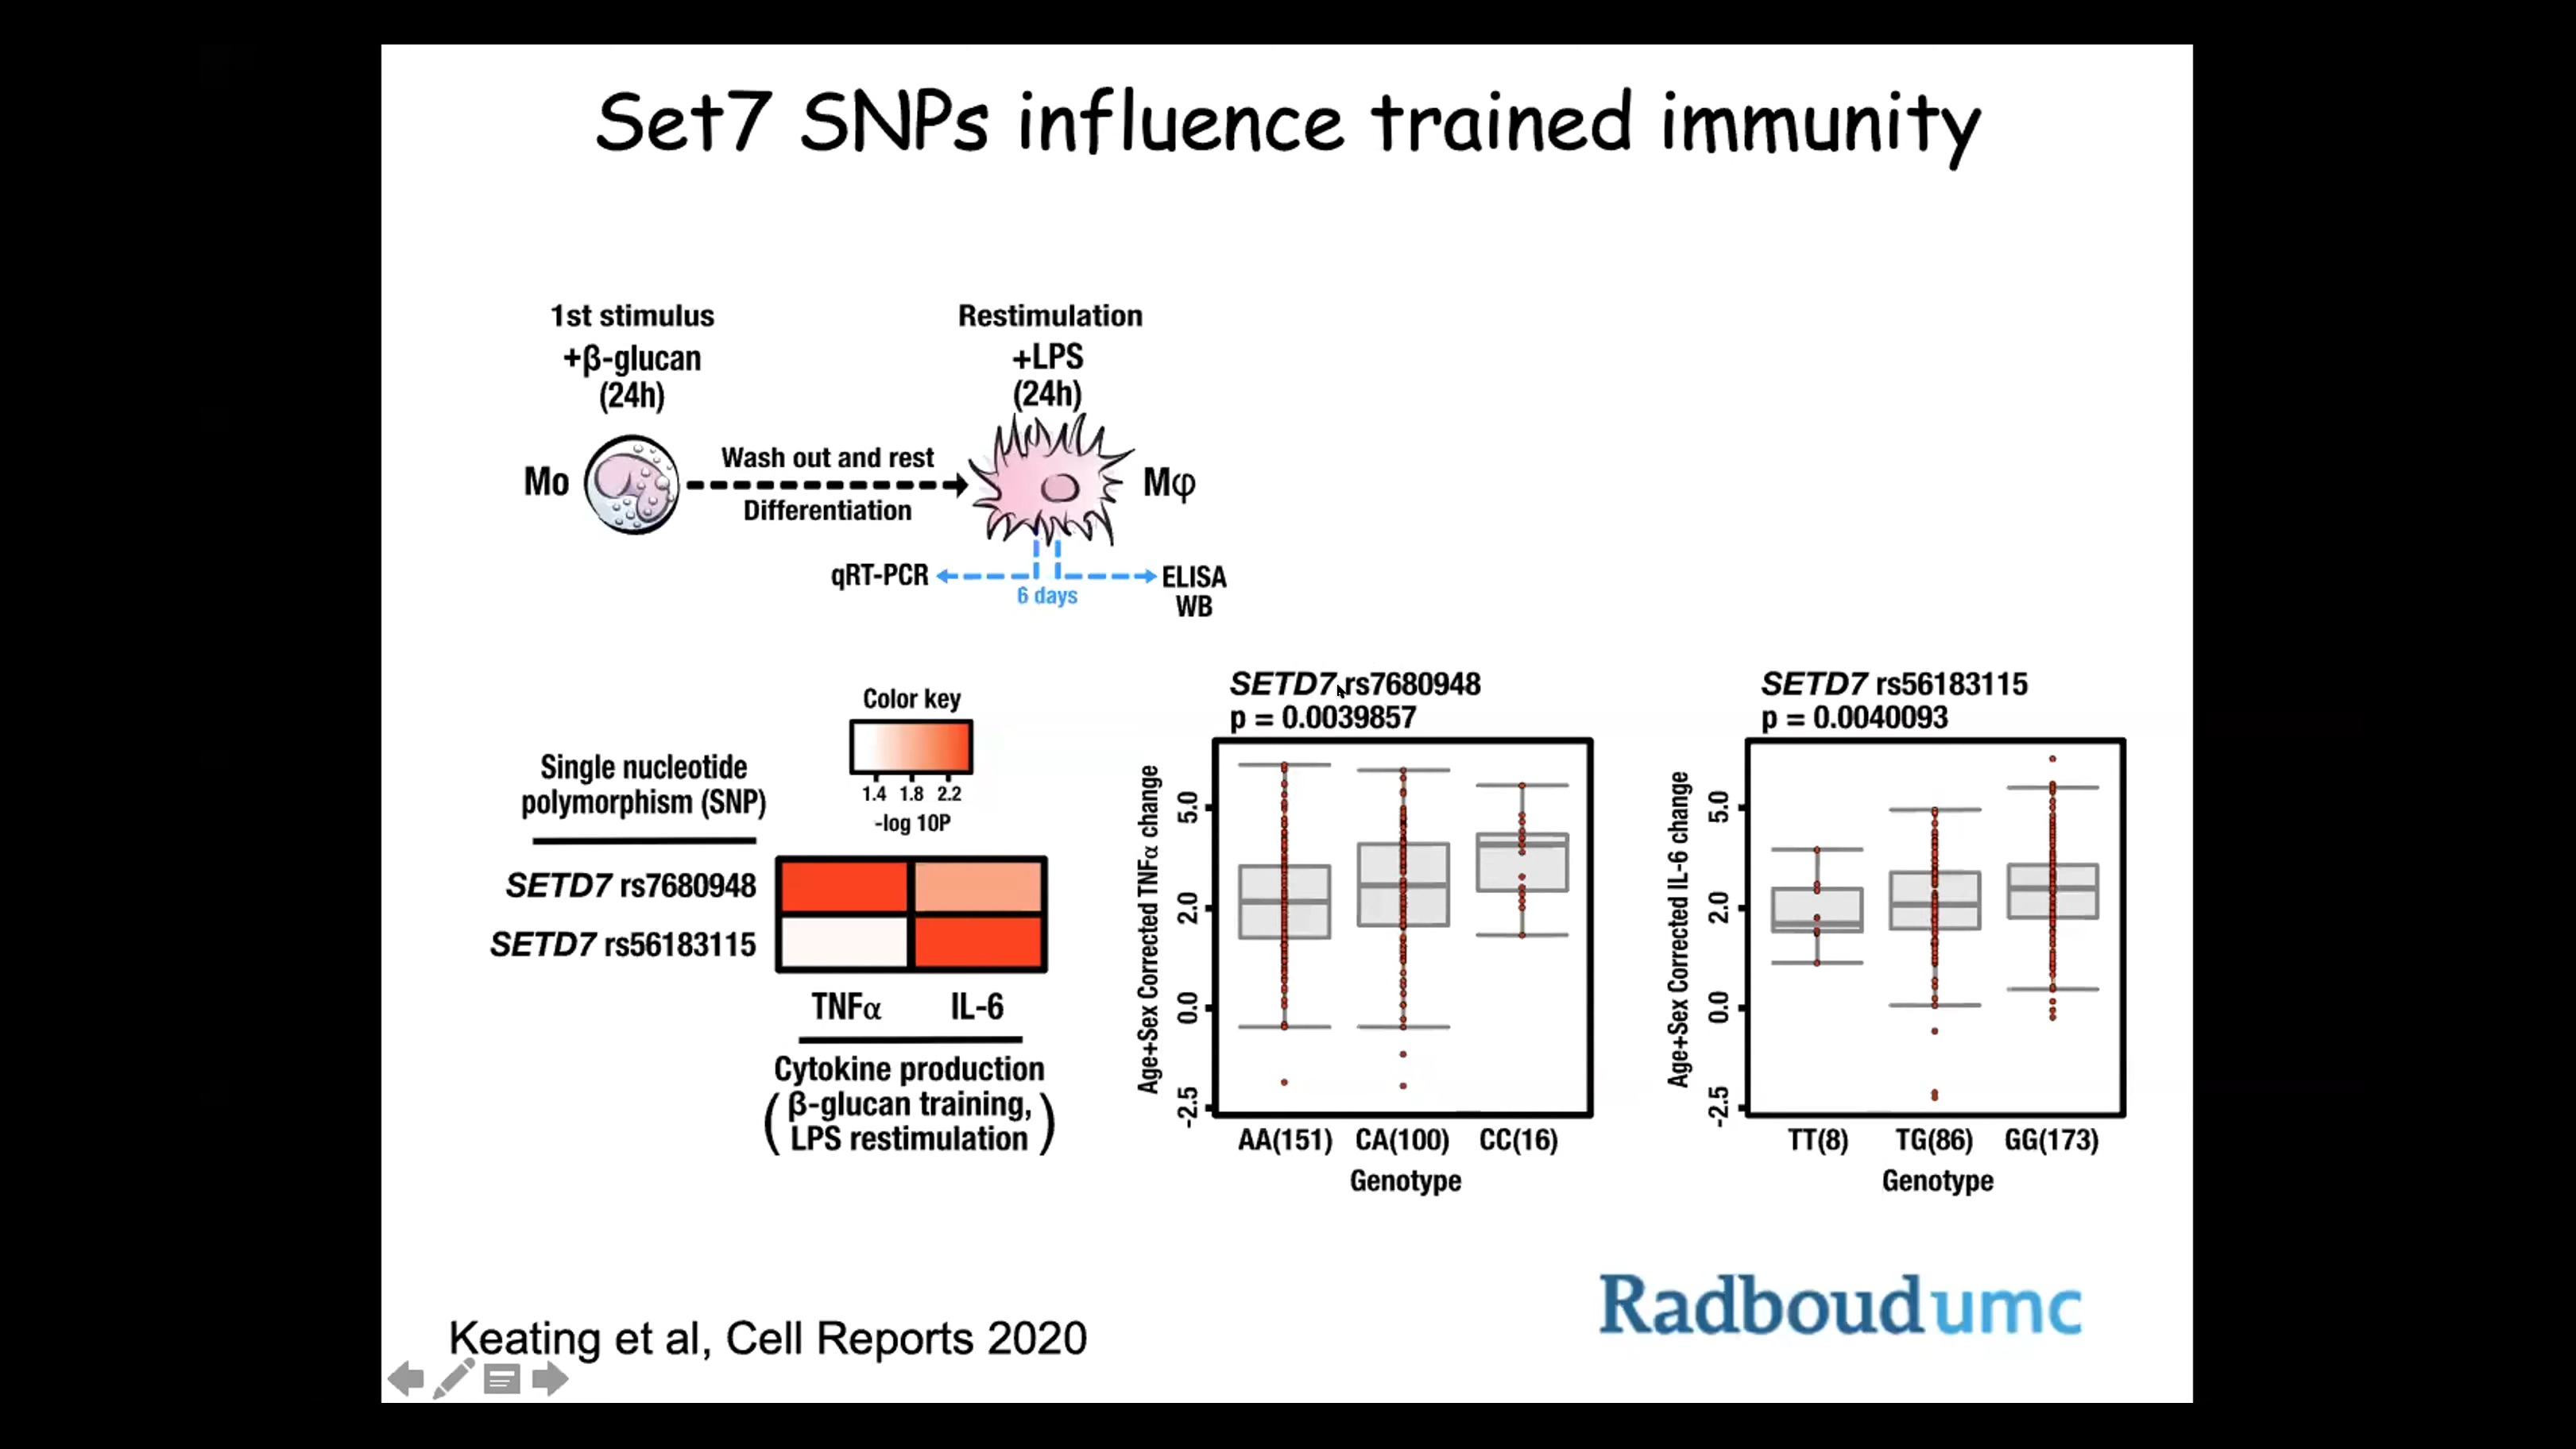 Set7 SNPs influence trained immunity
1st stimulus
+β-glucan
(24h)
Restimulation
+LPS
(24h)
Mo
Wash out and rest
Differentiation
Mφ
qRT-PCR
6 days
ELISA
WB
Color key
1.4 1.8 2.2
-log 10P
Single nucleotide
polymorphism (SNP)
SETD7 rs7680948
SETD7 rs56183115
TNFα IL-6
Cytokine production
(β-glucan training,
LPS restimulation)
SETD7 rs7680948
p = 0.0039857
Age+Sex Corrected TNFα change
5.0
2.0
0.0
-2.5
AA(151) CA(100) CC(16)
Genotype
SETD7 rs56183115
p = 0.0040093
Age+Sex Corrected IL-6 change
5.0
2.0
0.0
-2.5
TT(8) TG(86) GG(173)
Genotype
Keating et al, Cell Reports 2020
Radboudumc